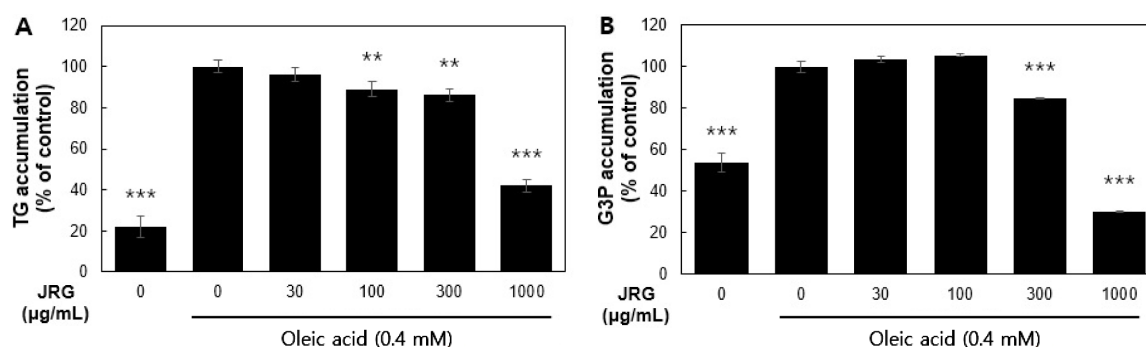 A
TG accumulation
(% of control)
120
100
80
60
40
20
0
***
**
**
***
JRG
(µg/mL)
0 0 30 100 300 1000
Oleic acid (0.4 mM)
B
G3P accumulation
(% of control)
120
100
80
60
40
20
0
***
***
***
JRG
(µg/mL)
0 0 30 100 300 1000
Oleic acid (0.4 mM)